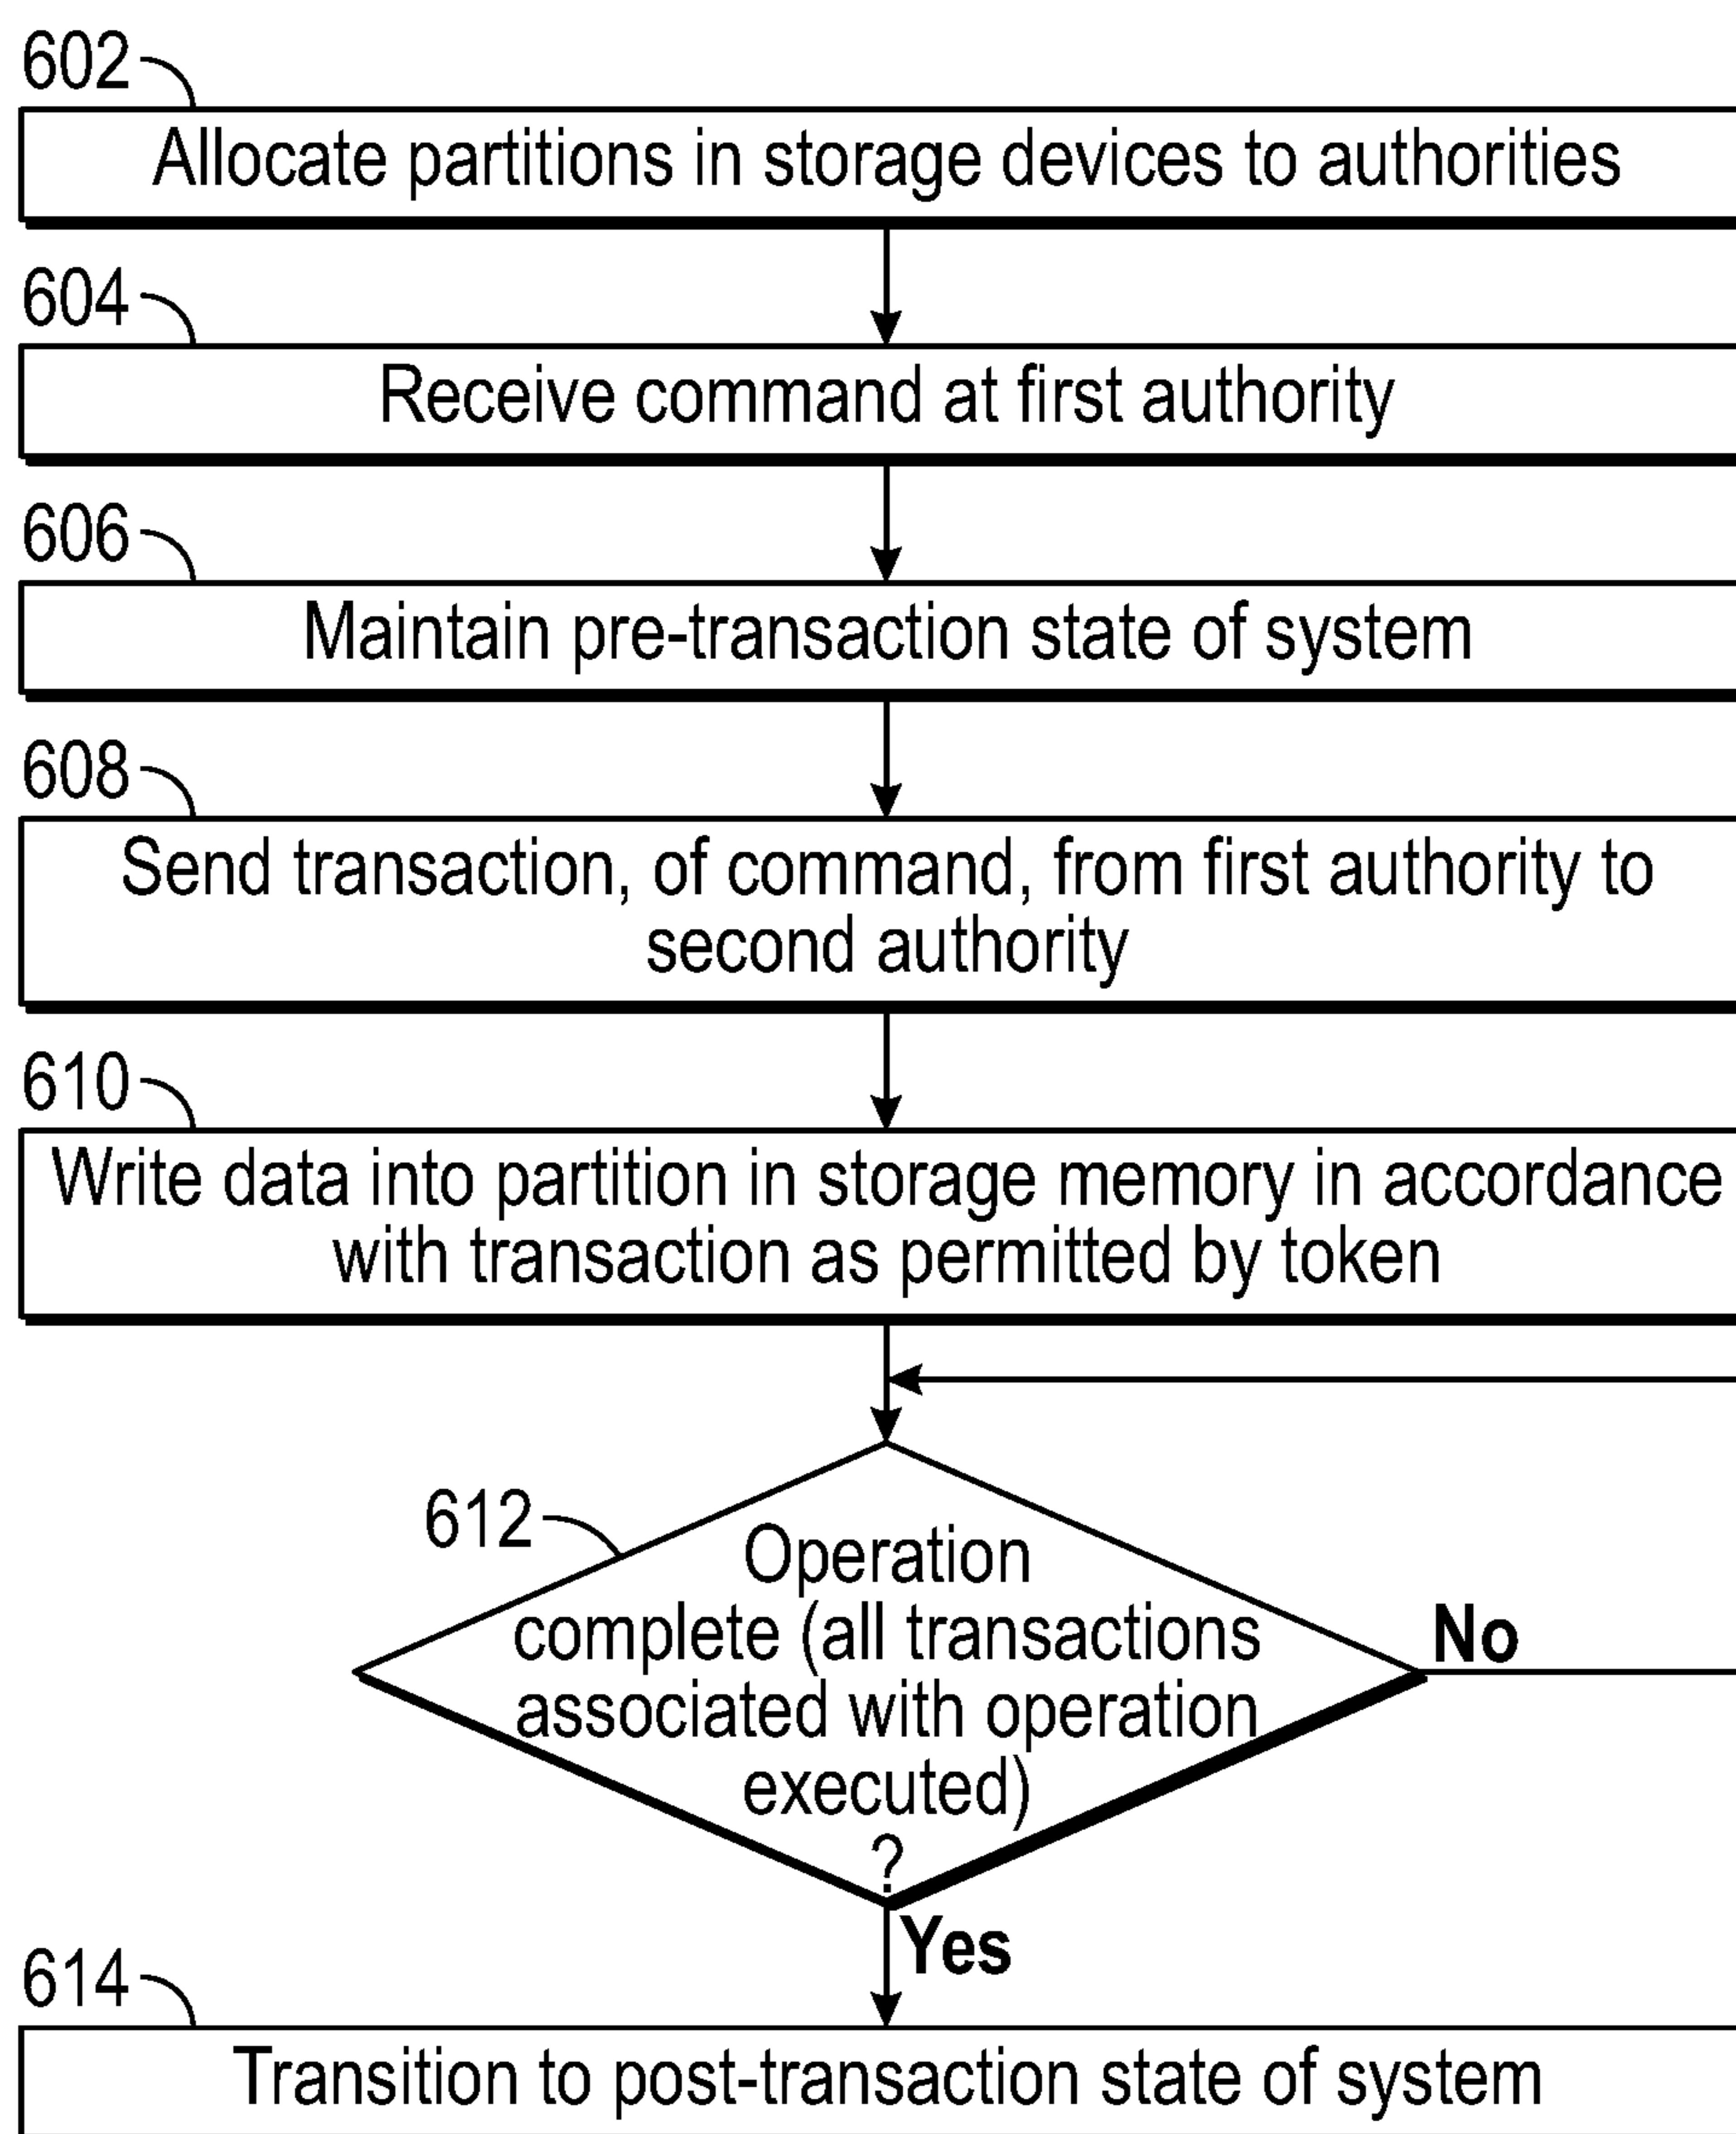 602
Allocate partitions in storage devices to authorities
604
Receive command at first authority
606
Maintain pre-transaction state of system
608
Send transaction, of command, from first authority to
second authority
610
Write data into partition in storage memory in accordance
with transaction as permitted by token
612
Operation
complete (all transactions
associated with operation
executed)
?
No
Yes
614
Transition to post-transaction state of system